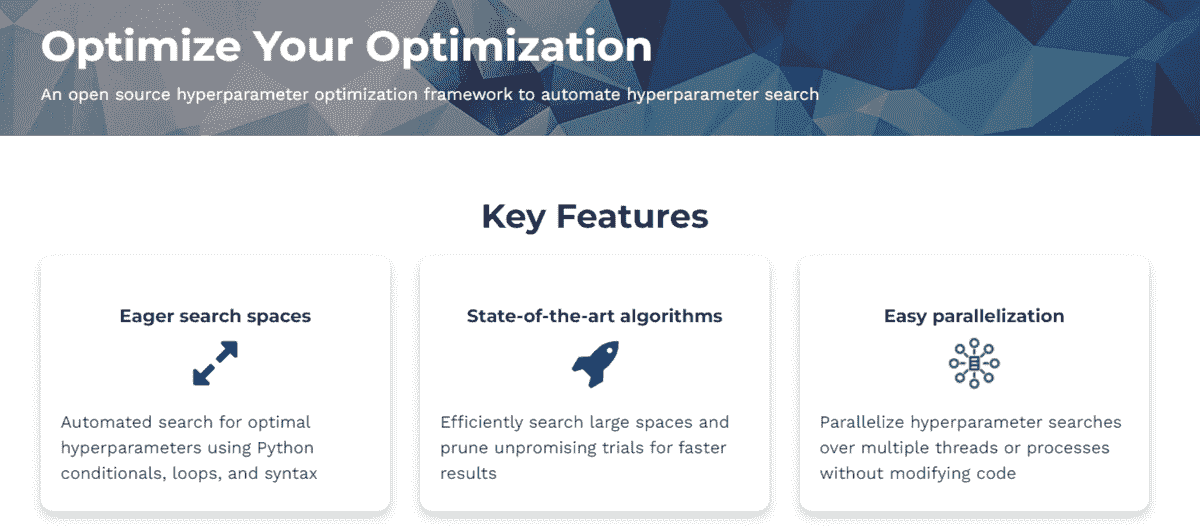 Optimize Your Optimization
An open source hyperparameter optimization framework to automate hyperparameter search
Key Features
Eager search spaces
Automated search for optimal
hyperparameters using Python
conditionals, loops, and syntax
State-of-the-art algorithms
Efficiently search large spaces and
prune unpromising trials for faster
results
Easy parallelization
Parallelize hyperparameter searches
over multiple threads or processes
without modifying code